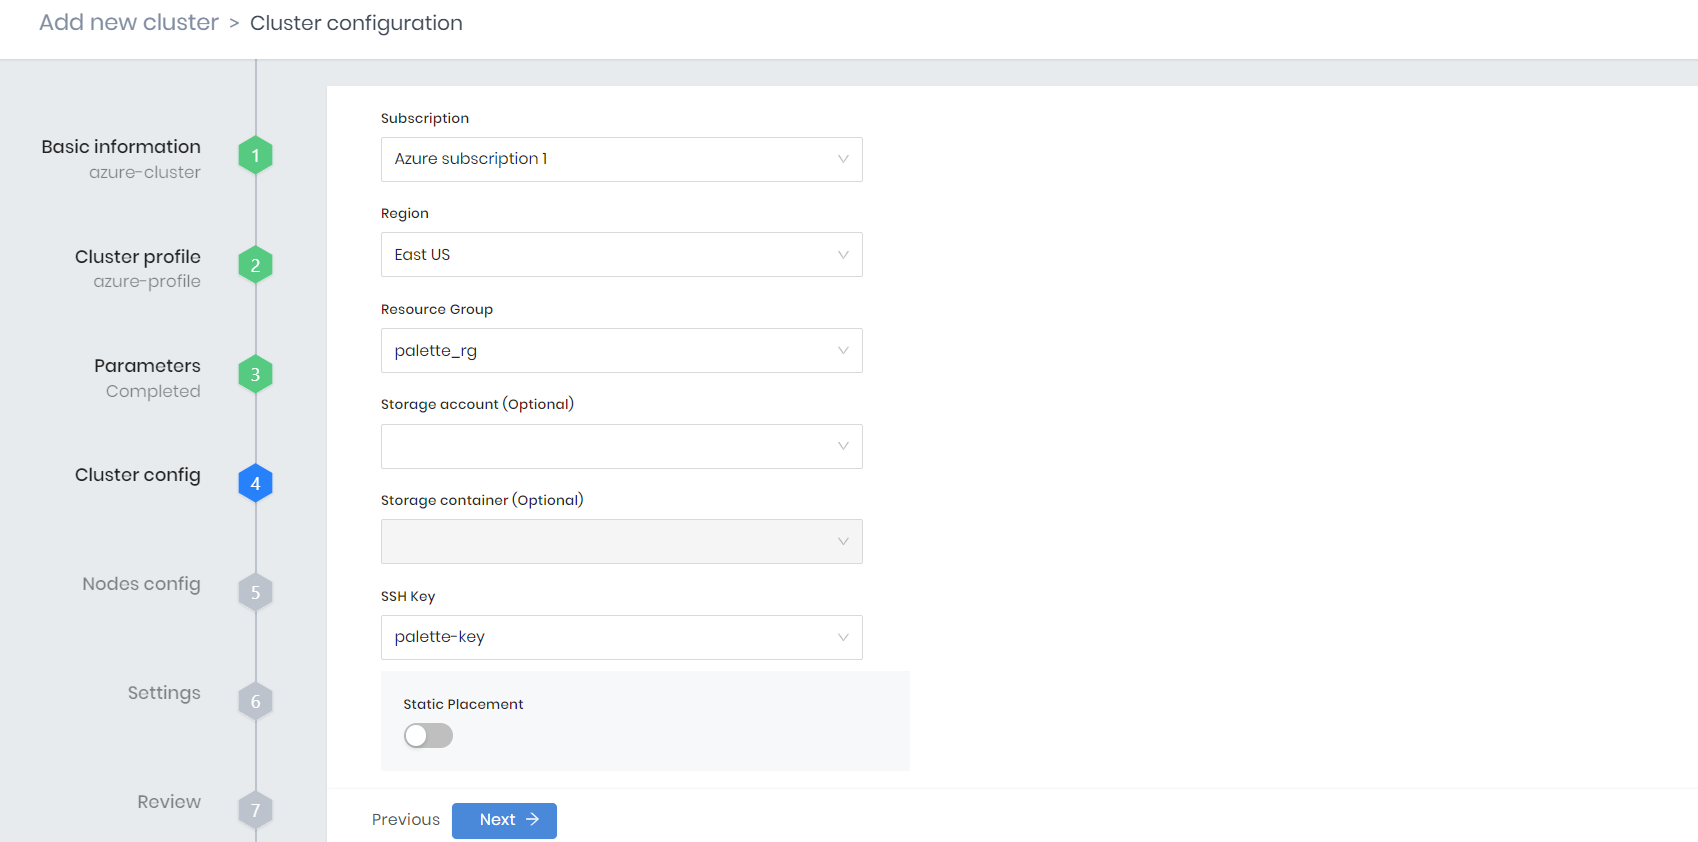 Add new cluster > Cluster configuration
Basic information
azure-cluster
1
Cluster profile
azure-profile
2
Parameters
Completed
3
Cluster config
4
Nodes config
5
Settings
6
Review
7
Subscription
Azure subscription 1
Region
East US
Resource Group
palette_rg
Storage account (Optional)
Storage container (Optional)
SSH Key
palette-key
Static Placement
Previous
Next →